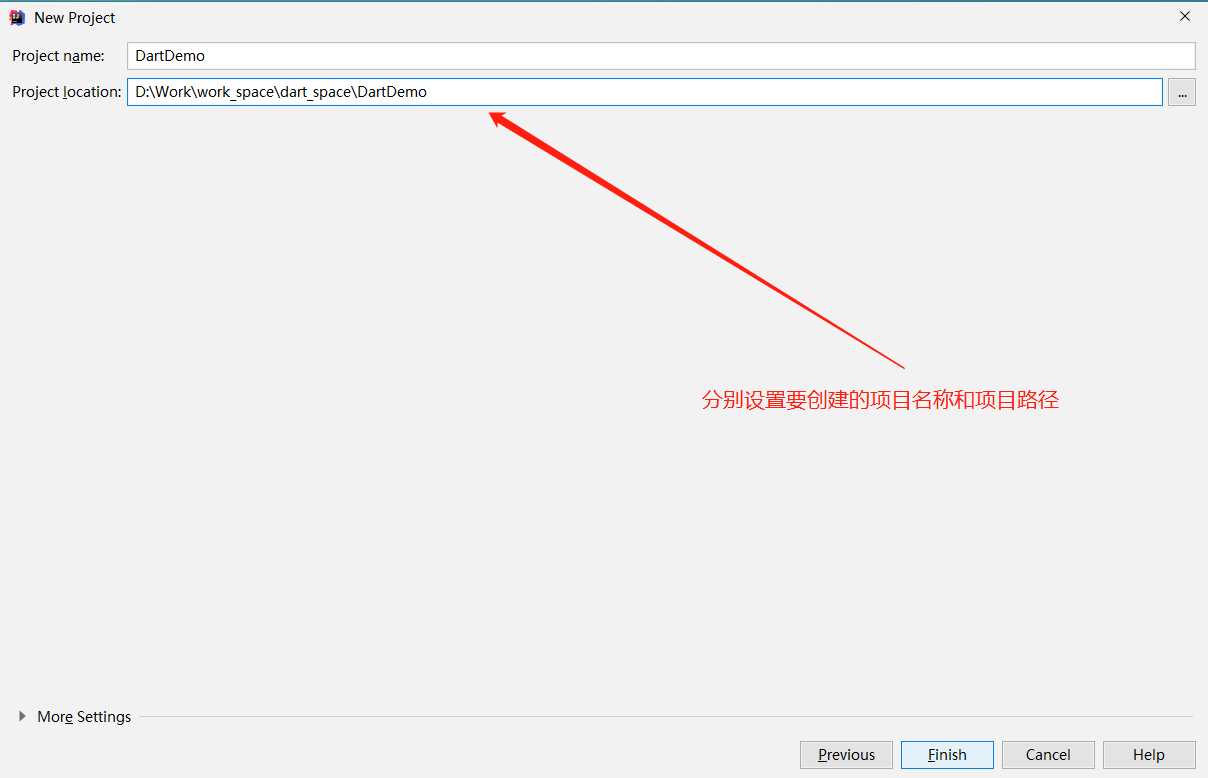 New Project
Project name: DartDemo
Project location: D:\Work\work_space\dart_space\DartDemo ...
分别设置要创建的项目名称和项目路径
More Settings
Previous Finish Cancel Help